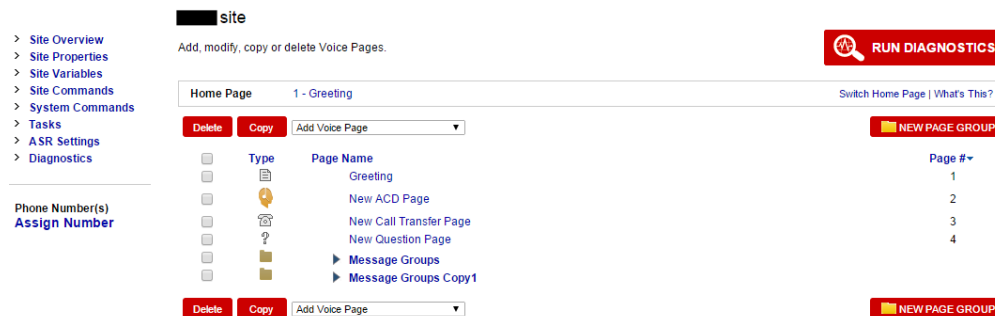 site
Site Overview
Site Properties
Site Variables
Site Commands
System Commands
Tasks
ASR Settings
Diagnostics
Phone Number(s)
Assign Number
Add, modify, copy or delete Voice Pages.
RUN DIAGNOSTICS
Home Page 1 - Greeting Switch Home Page | What's This?
Delete Copy Add Voice Page NEW PAGE GROUP
Type Page Name Page #
Greeting 1
New ACD Page 2
New Call Transfer Page 3
? New Question Page 4
Message Groups
Message Groups Copy1
Delete Copy Add Voice Page NEW PAGE GROUP